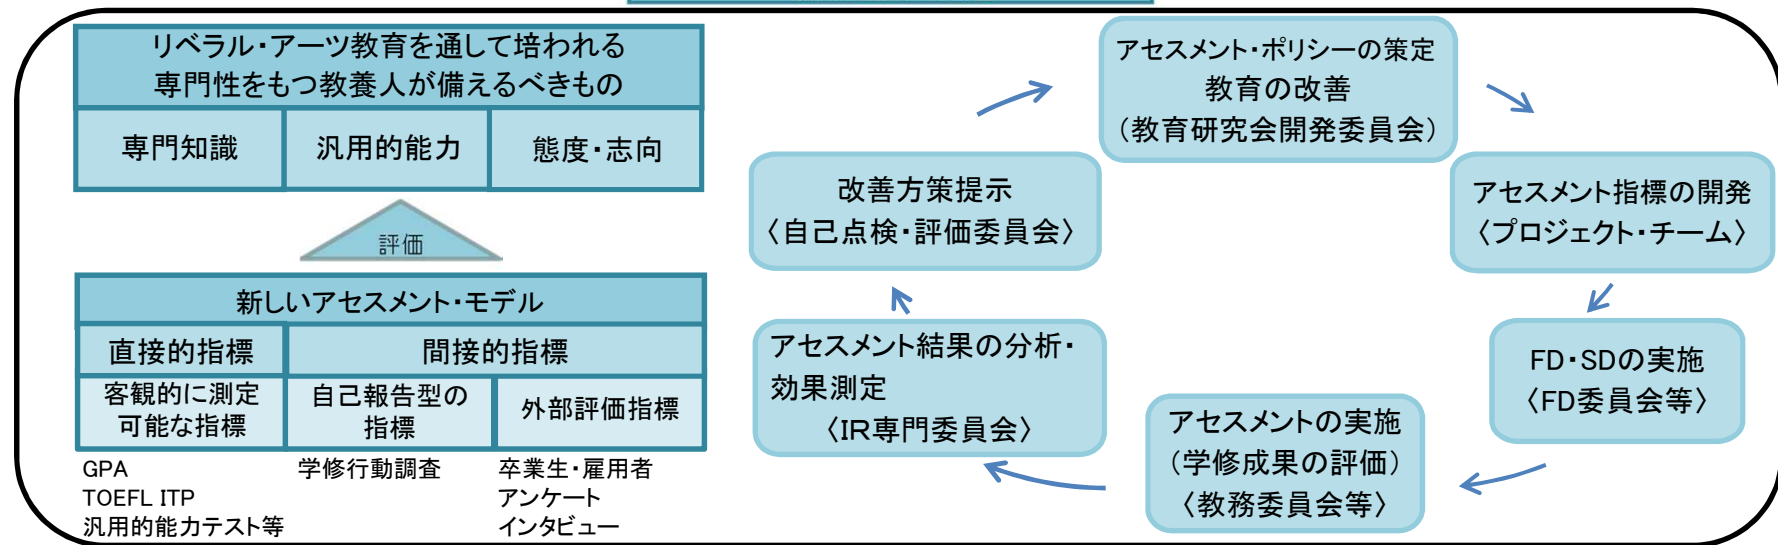 リベラル・アーツ教育を通して培われる
専門性をもつ教養人が備えるべきもの
専門知識
汎用的能力
態度・志向
評価
新しいアセスメント・モデル
直接的指標
間接的指標
客観的に測定
可能な指標
自己報告型の
指標
外部評価指標
GPA
TOEFL ITP
汎用的能力テスト等
学修行動調査
卒業生・雇用者
アンケート
インタビュー
アセスメント・ポリシーの策定
教育の改善
（教育研究会開発委員会）
アセスメント指標の開発
〈プロジェクト・チーム〉
FD・SDの実施
〈FD委員会等〉
アセスメントの実施
（学修成果の評価）
〈教務委員会等〉
アセスメント結果の分析・
効果測定
〈IR専門委員会〉
改善方策提示
〈自己点検・評価委員会〉